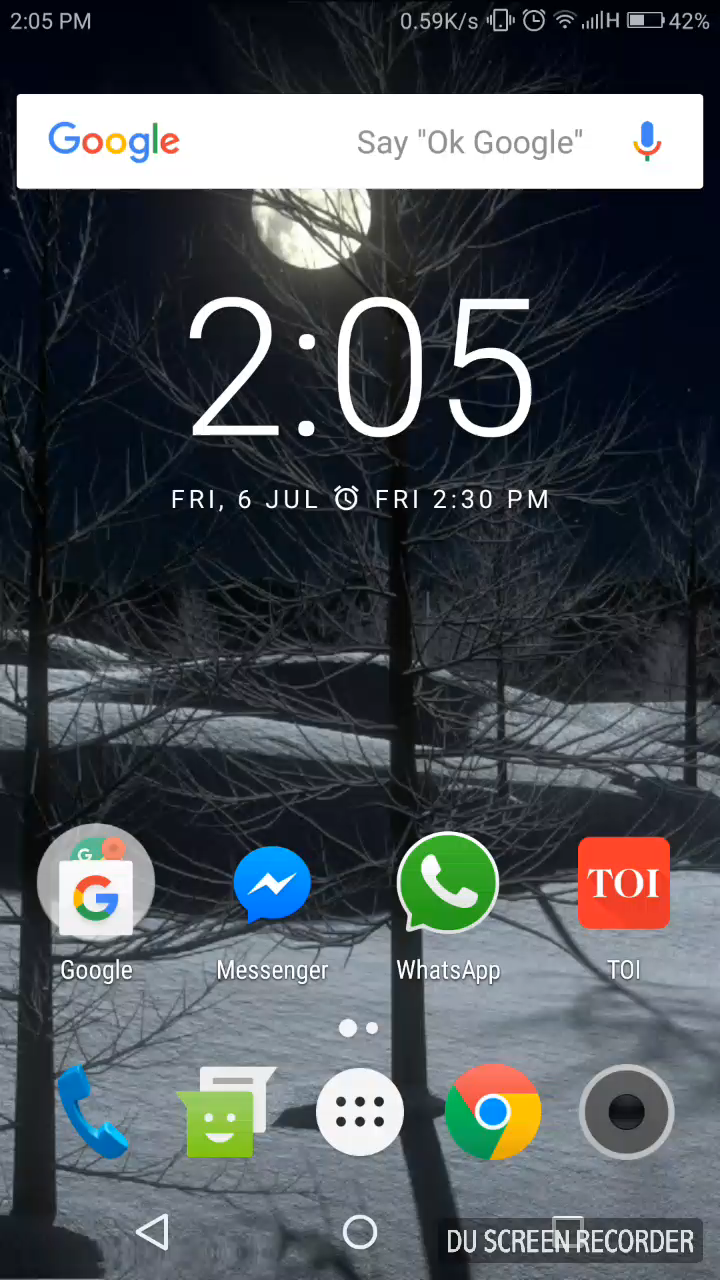 2:05 PM 0.59K/s H 42%
Google Say "Ok Google"
2:05
FRI, 6 JUL FRI 2:30 PM
G G TOI
Google Messenger WhatsApp TOI
DU SCREEN RECORDER